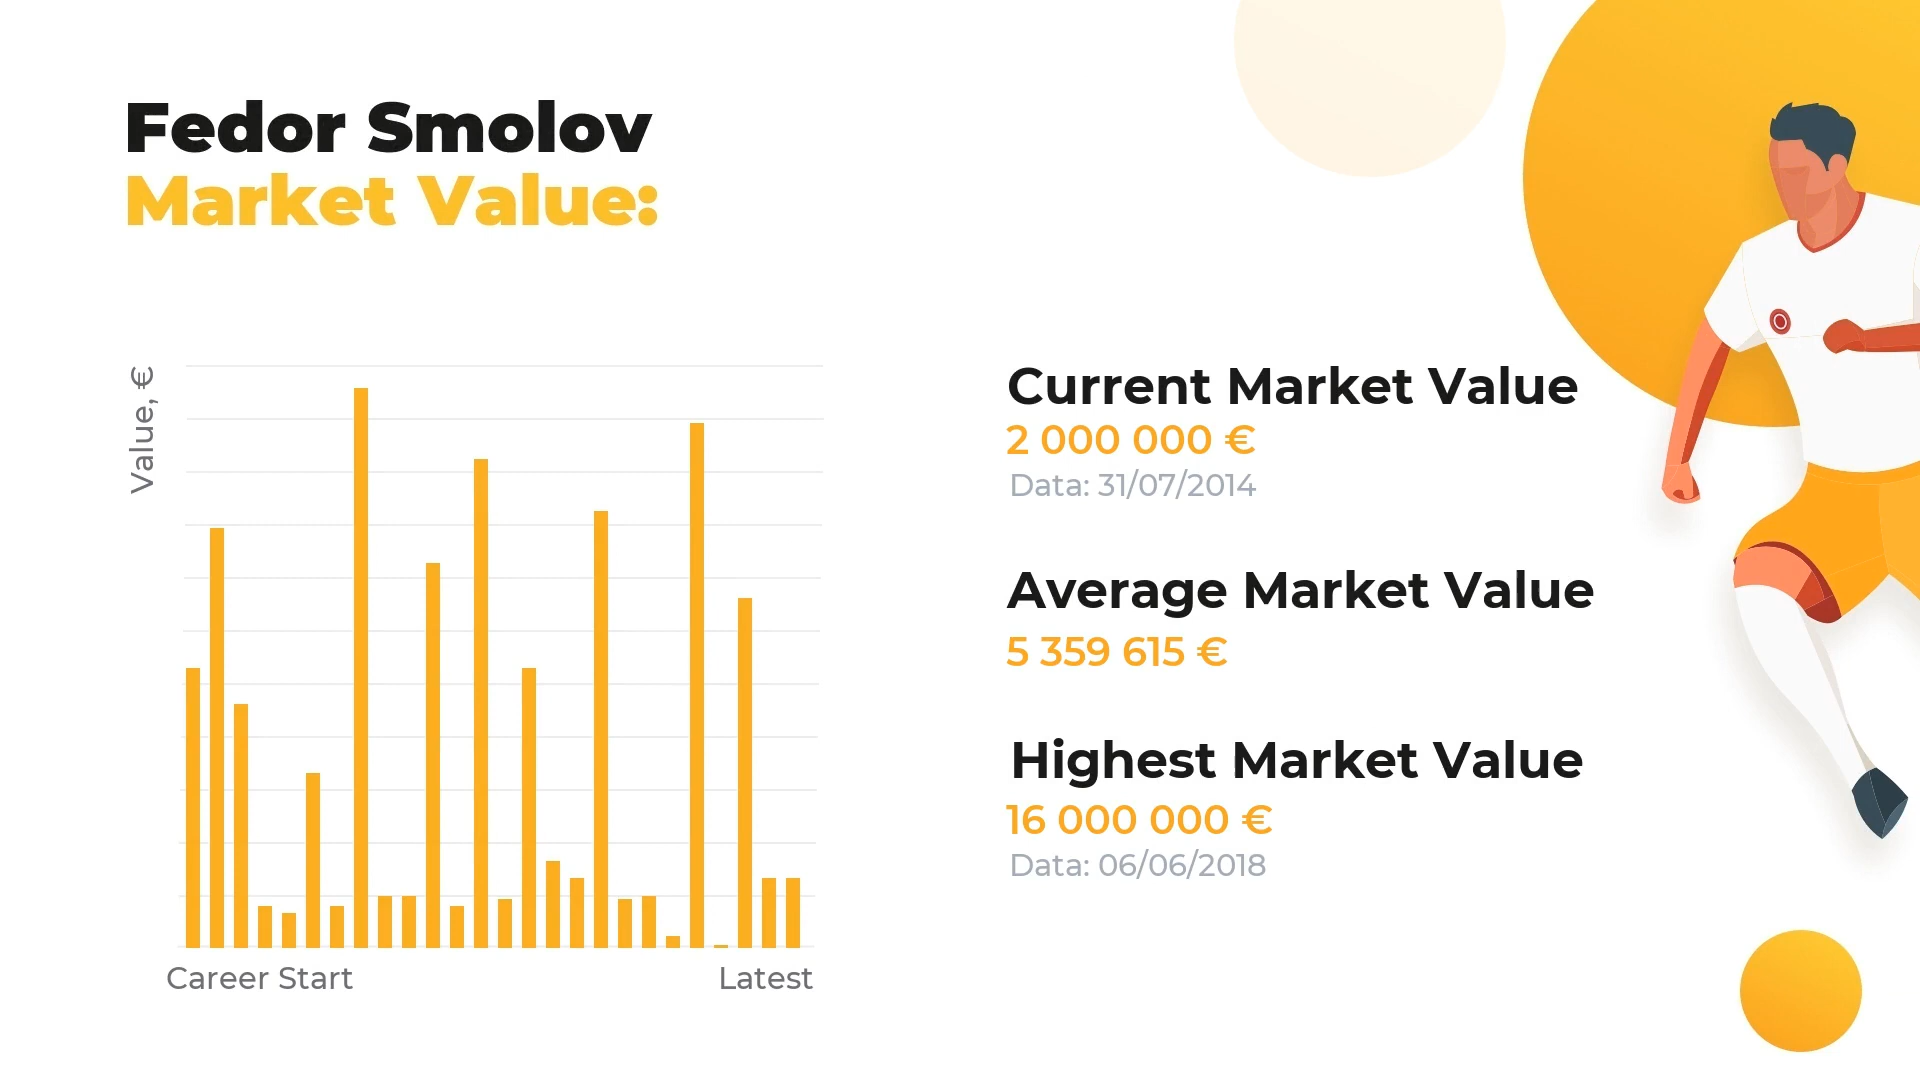 Fedor Smolov
Market Value:
Value, €
Career Start
Latest
Current Market Value
2 000 000 €
Data: 31/07/2014
Average Market Value
5 359 615 €
Highest Market Value
16 000 000 €
Data: 06/06/2018